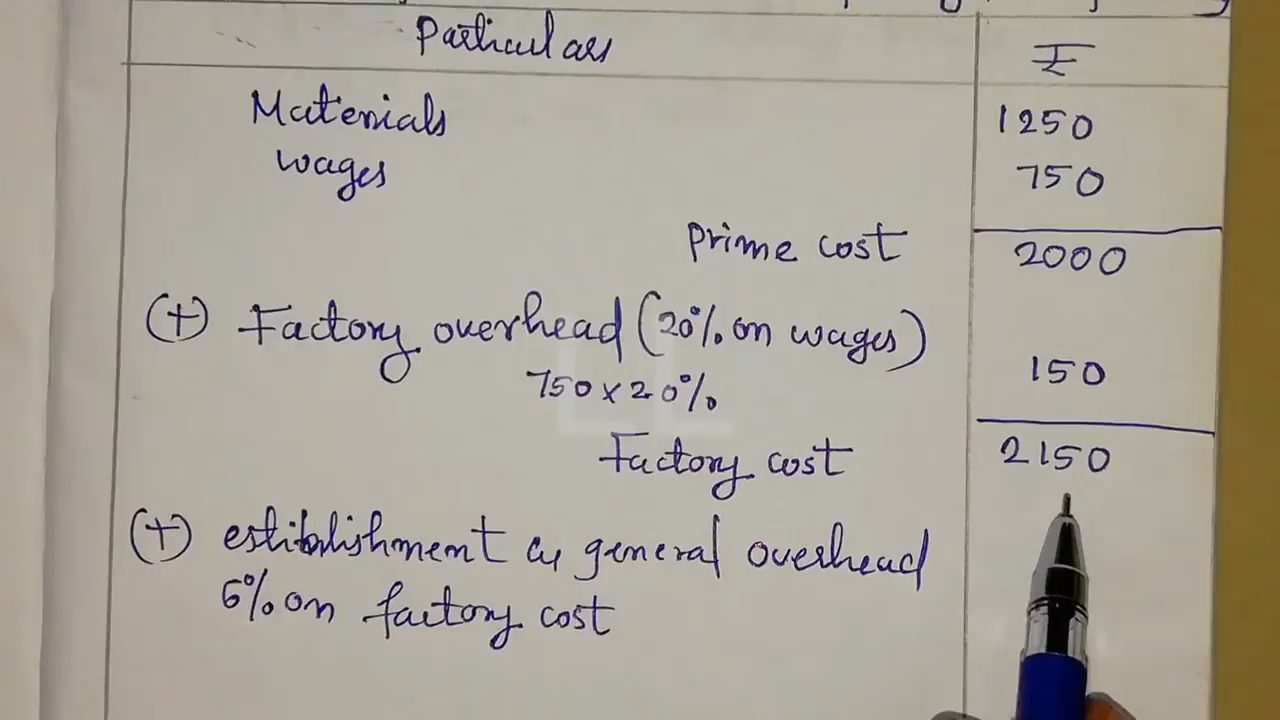 Particulars ₹
Materials 1250
wages 750
Prime cost 2000
(+) Factory overhead (20% on wages) 150
750 x 20%
Factory cost 2150
(+) establishment & general overhead
6% on factory cost